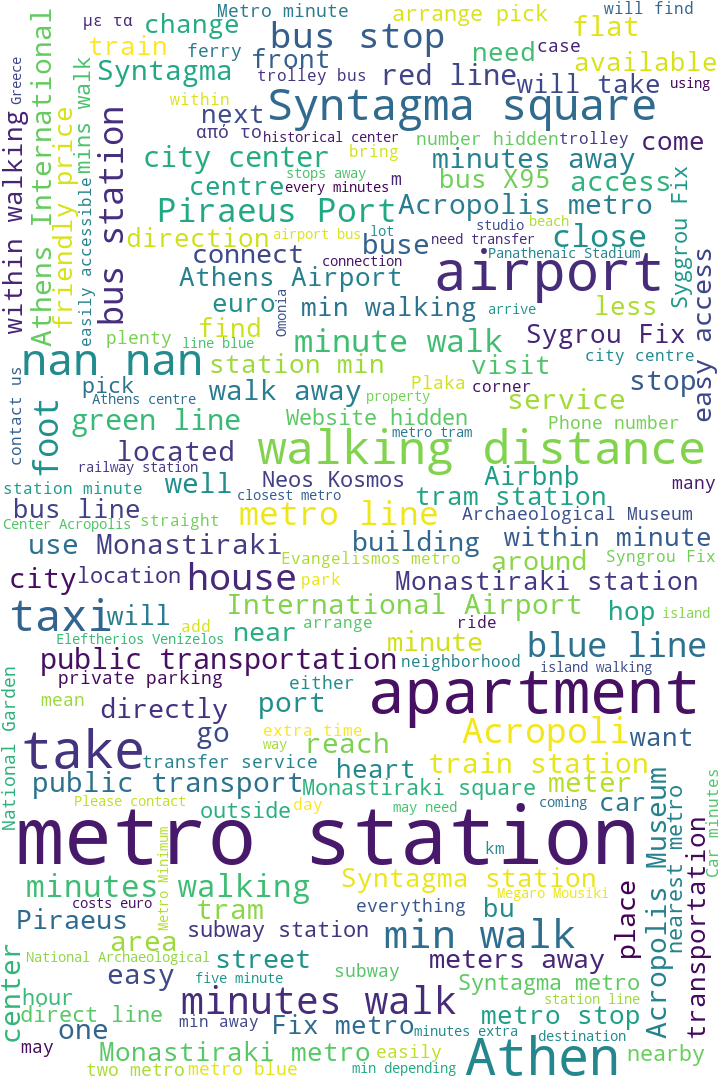 Metro minute
will find
με τα
arrange pick
change
bus stop
flat
train
ferry
front
need
case
available
Syntagma
trolley bus
red line
will take
using
Greece
within
next
Syntagma square
από το
historical center
number hidden
trolley
come
Athens International
mins walk
friendly price
bus station
within walking
city center
bring
minutes away
stops away
centre
every minutes
m
bus X95
access
Piraeus Port
Acropolis metro
Syggrou Fix
easily accessible
direction
airport bus
lot
studio
beach
need transfer
close
connect
buse
Panathenaic Stadium
connection
airport
Athens Airport
euro
Omonia
min walking
arrive
less
easy access
find
plenty
line blue
minute walk
Sygrou Fix
nan nan
station min
visit
city centre
contact us
pick
Athens centre
walk away
property
Plaka
corner
stop
service
foot
green line
Website hidden
Phone number
metro tram
located
walking distance
railway station
Neos Kosmos
Airbnb
many
station minute
well
closest metro
tram station
bus line
Center Acropolis
straight
metro line
Archaeological Museum
use
Monastiraki
building
within minute
Evangelismos metro
around
Syngrou Fix
city
location
house
park
Monastiraki station
taxi
will
add
International Airport
hop
island
Eleftherios Venizelos
near
arrange
ride
minute
blue line
public transportation
neighborhood
island walking
private parking
either
apartment
National Garden
mean
directly
port
go
extra time
Acropoli
want
take
way
reach
transfer service
heart
train station
public transport
Monastiraki square
meter
Please contact
outside
day
may need
coming
car
Car minutes
metro station
km
Acropolis Museum
nearest metro
transportation
Metro Minimum
minutes walking
Syntagma station
Megaro Mousiki
place
costs euro
everything
Piraeus
tram
bu
subway station
min walk
area
National Archaeological
street
meters away
center
easy
five minute
subway
Syntagma metro
hour
minutes walk
station line
direct line
one
min away
Fix metro
metro stop
minutes extra
destination
may
Monastiraki metro
easily
Athen
nearby
two metro
metro blue
min depending